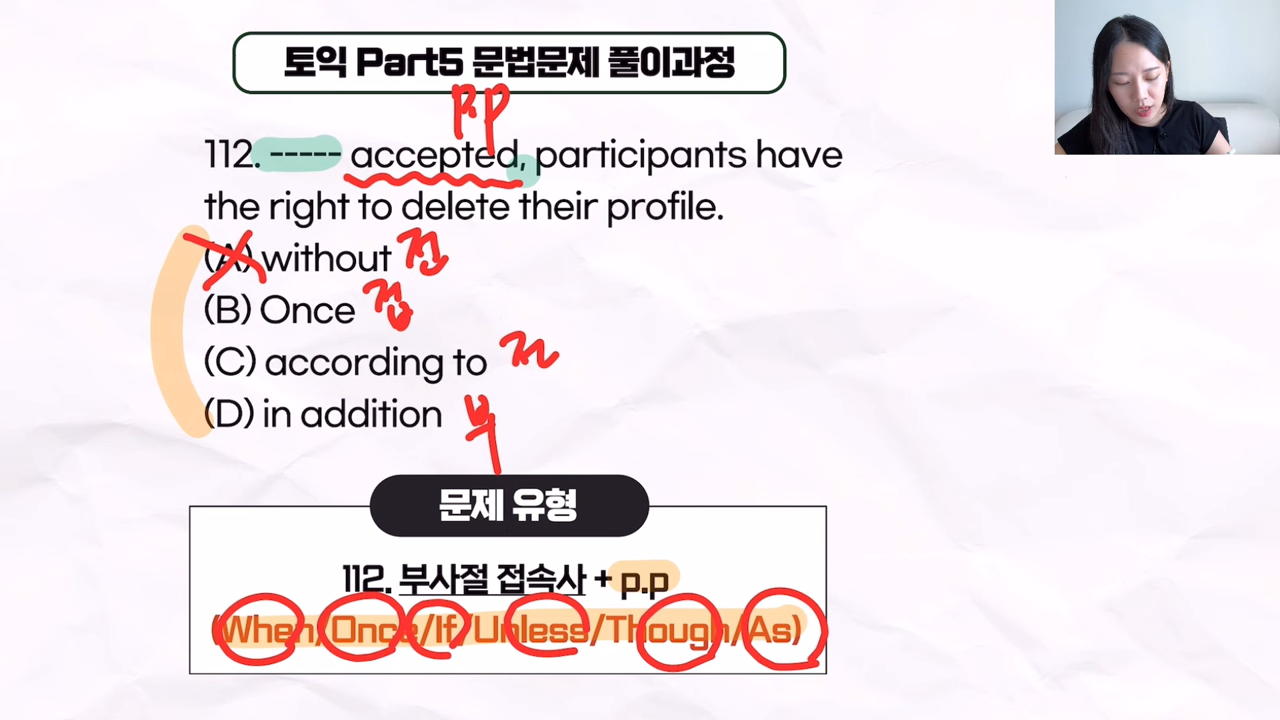 토익 Part5 문법문제 풀이과정
p.p
112. ----- accepted, participants have
the right to delete their profile.
(A) without 전
(B) Once 접
(C) according to 전
(D) in addition 부
문제 유형
112. 부사절 접속사 + p.p
(When/Once/If/Unless/Though/As)